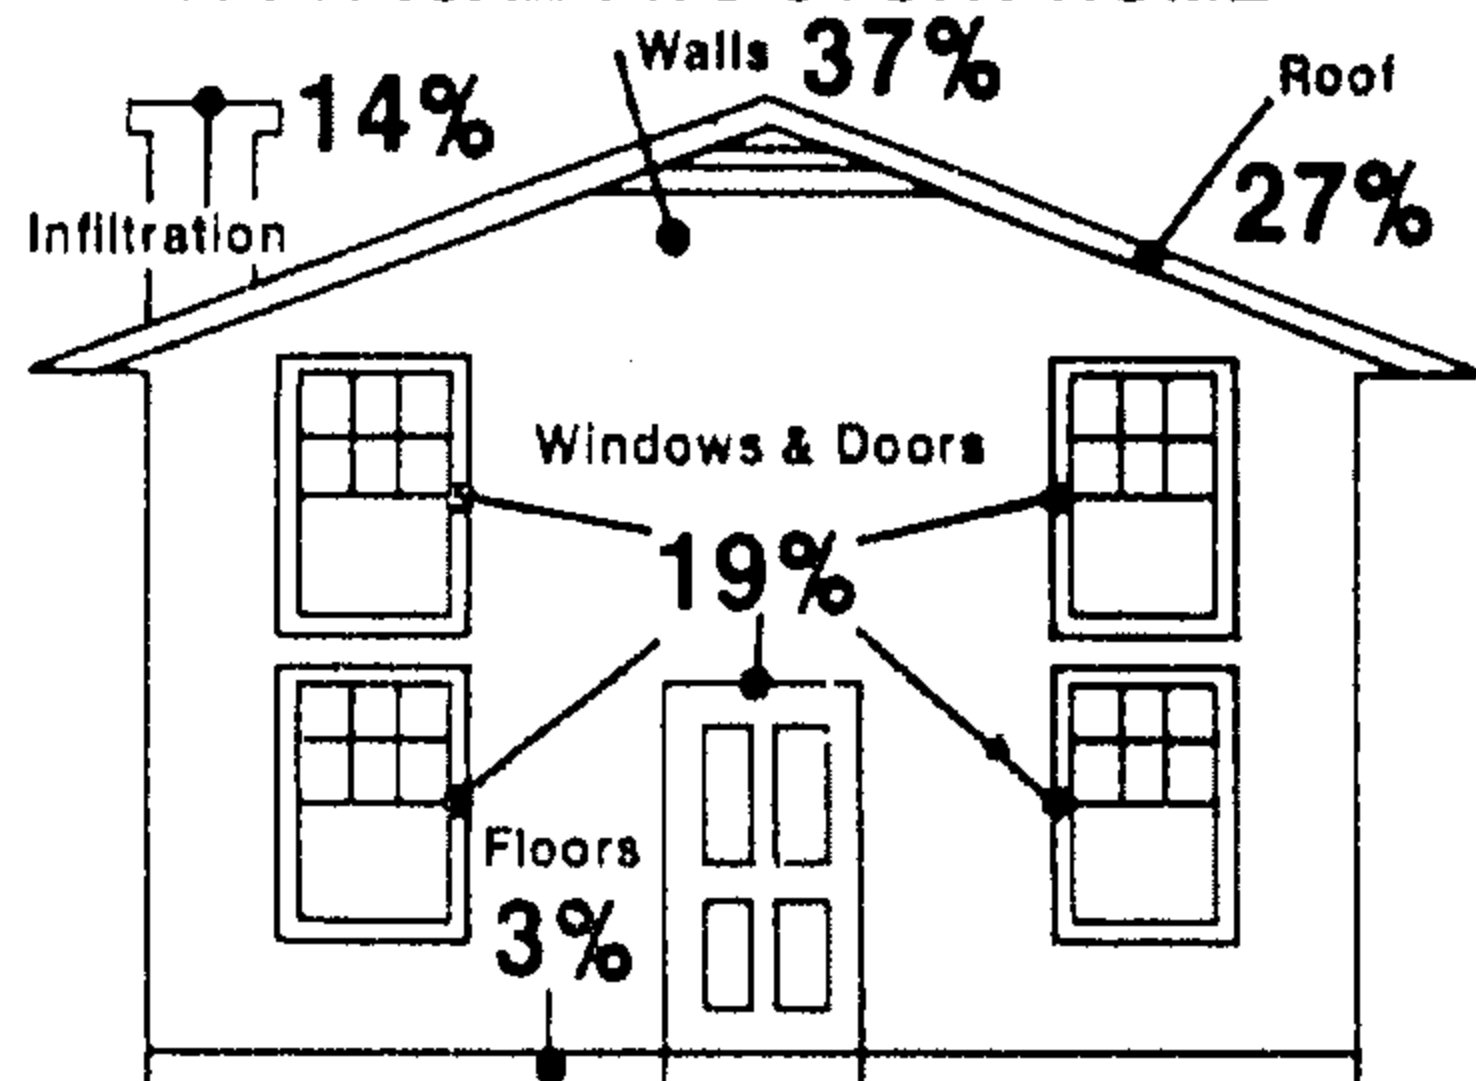 Walls 37%
14%
Roof
27%
Infiltration
Windows & Doors
19%
Floors
3%